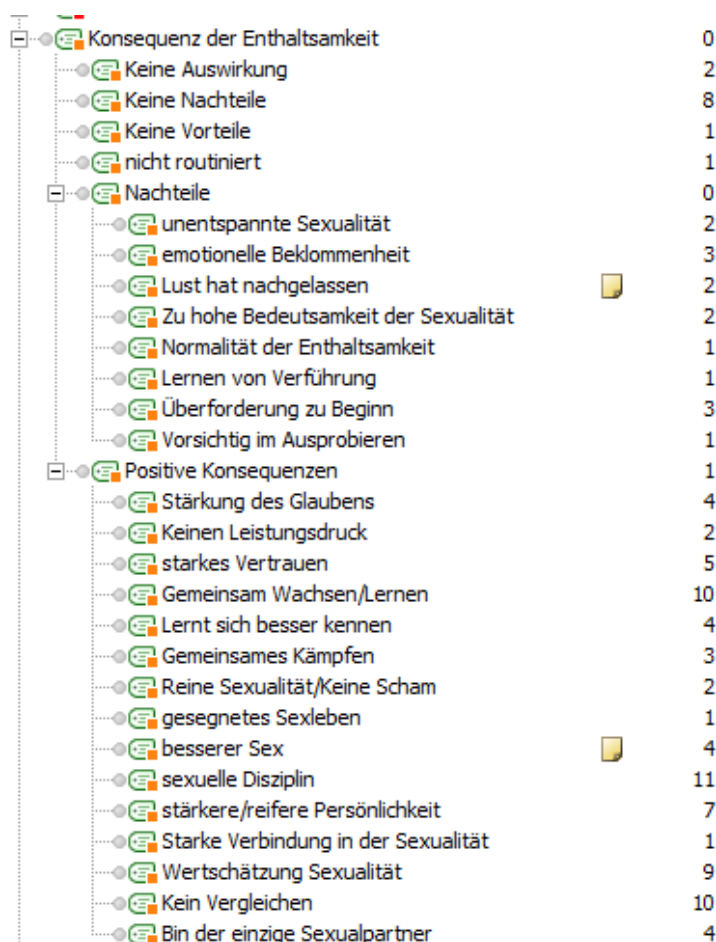 Konsequenz der Enthaltsamkeit 0
Keine Auswirkung 2
Keine Nachteile 8
Keine Vorteile 1
nicht routiniert 1
Nachteile 0
unentspannte Sexualität 2
emotionelle Beklommenheit 3
Lust hat nachgelassen 2
Zu hohe Bedeutsamkeit der Sexualität 2
Normalität der Enthaltsamkeit 1
Lernen von Verführung 1
Überforderung zu Beginn 3
Vorsichtig im Ausprobieren 1
Positive Konsequenzen 1
Stärkung des Glaubens 4
Keinen Leistungsdruck 2
starkes Vertrauen 5
Gemeinsam Wachsen/Lernen 10
Lernt sich besser kennen 4
Gemeinsames Kämpfen 3
Reine Sexualität/Keine Scham 2
gesegnetes Sexleben 1
besserer Sex 4
sexuelle Disziplin 11
stärkere/reifere Persönlichkeit 7
Starke Verbindung in der Sexualität 1
Wertschätzung Sexualität 9
Kein Vergleichen 10
Bin der einzige Sexualpartner 4